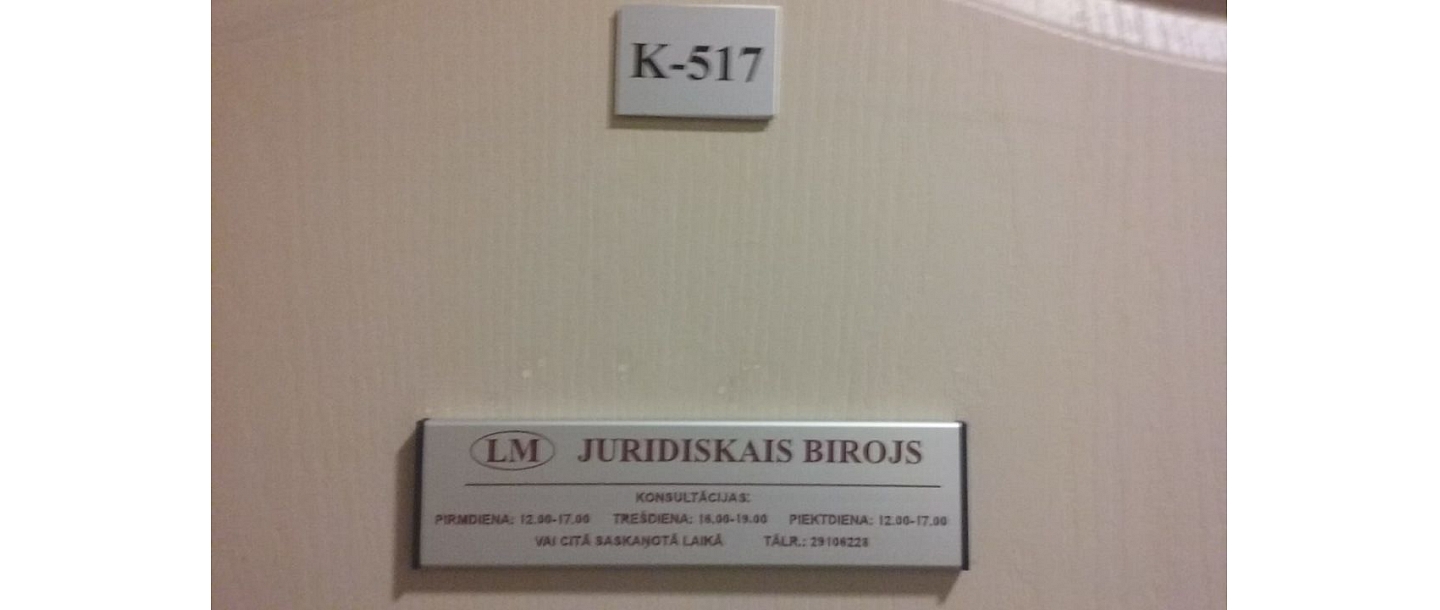 K-517
LM JURIDISKAIS BIROJS
KONSULTĀCIJAS:
PIRMDIENA: 12.00-17.00 TREŠDIENA: 16.00-19.00 PIEKTDIENA: 12.00-17.00
VAI CITĀ SASKAŅOTĀ LAIKĀ TĀLR.: 29106228